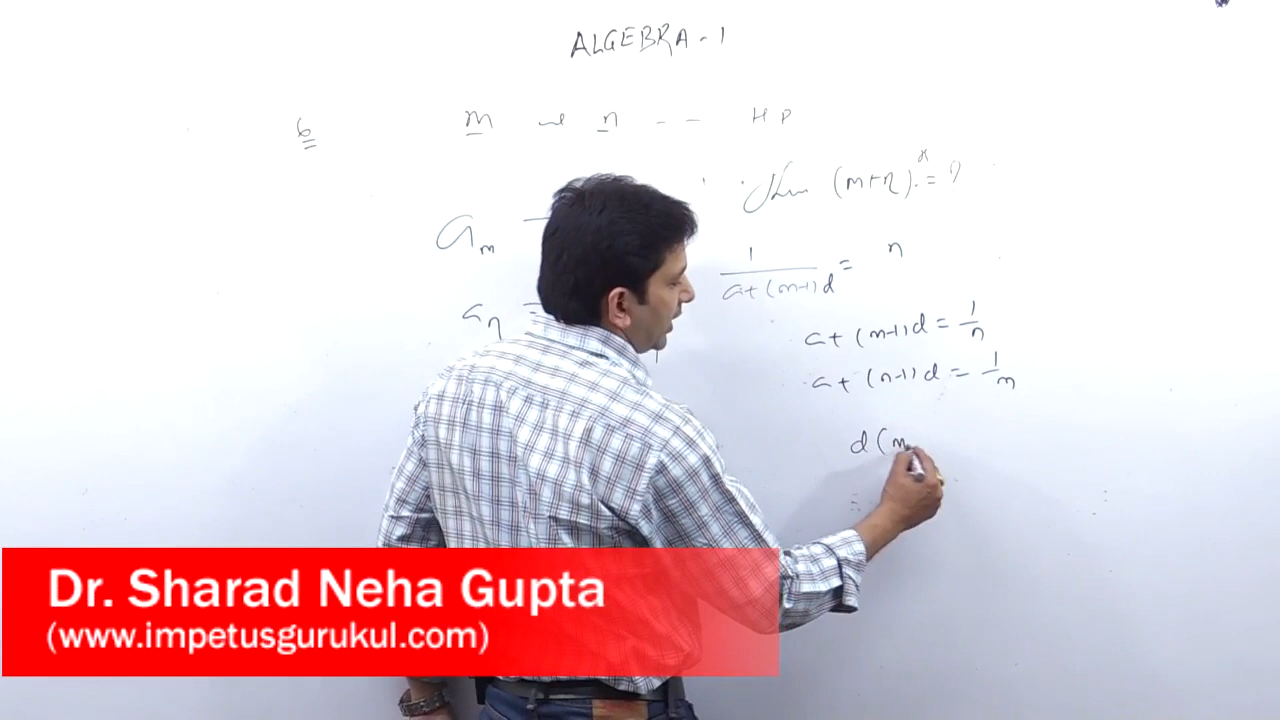 ALGEBRA - 1
6 m n - - HP
(m+n)
a_m
1/(a+(m-1)d) = n
a_n =
a+(m-1)d = 1/n
a+(n-1)d = 1/m
d(m
Dr. Sharad Neha Gupta
(www.impetusgurukul.com)